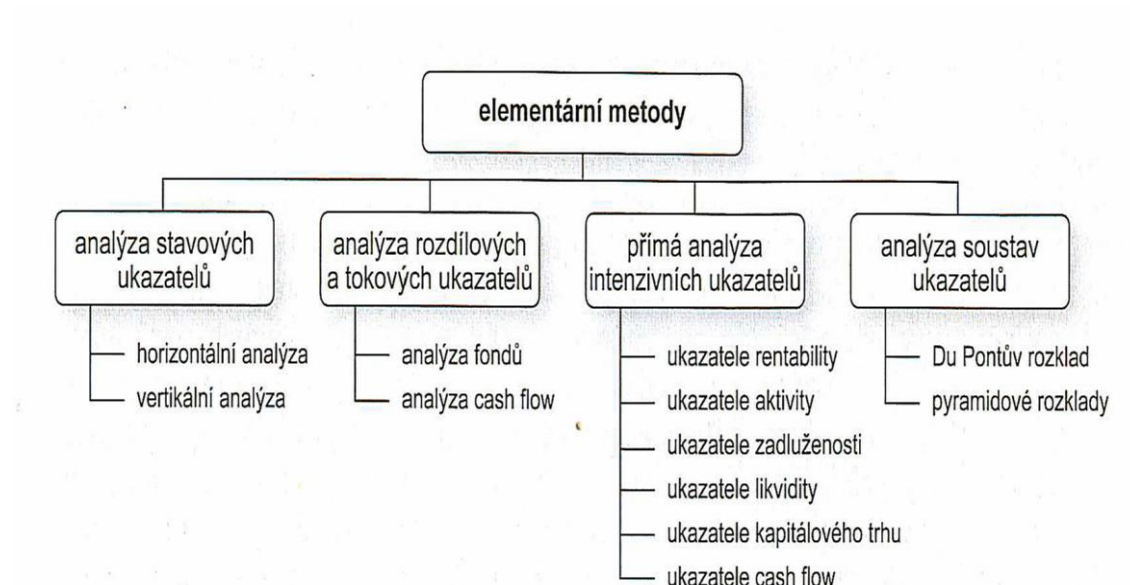 elementární metody
analýza stavových
ukazatelů
horizontální analýza
vertikální analýza
analýza rozdílových
a tokových ukazatelů
analýza fondů
analýza cash flow
přímá analýza
intenzivních ukazatelů
ukazatele rentability
ukazatele aktivity
ukazatele zadluženosti
ukazatele likvidity
ukazatele kapitálového trhu
ukazatele cash flow
analýza soustav
ukazatelů
Du Pontův rozklad
pyramidové rozklady